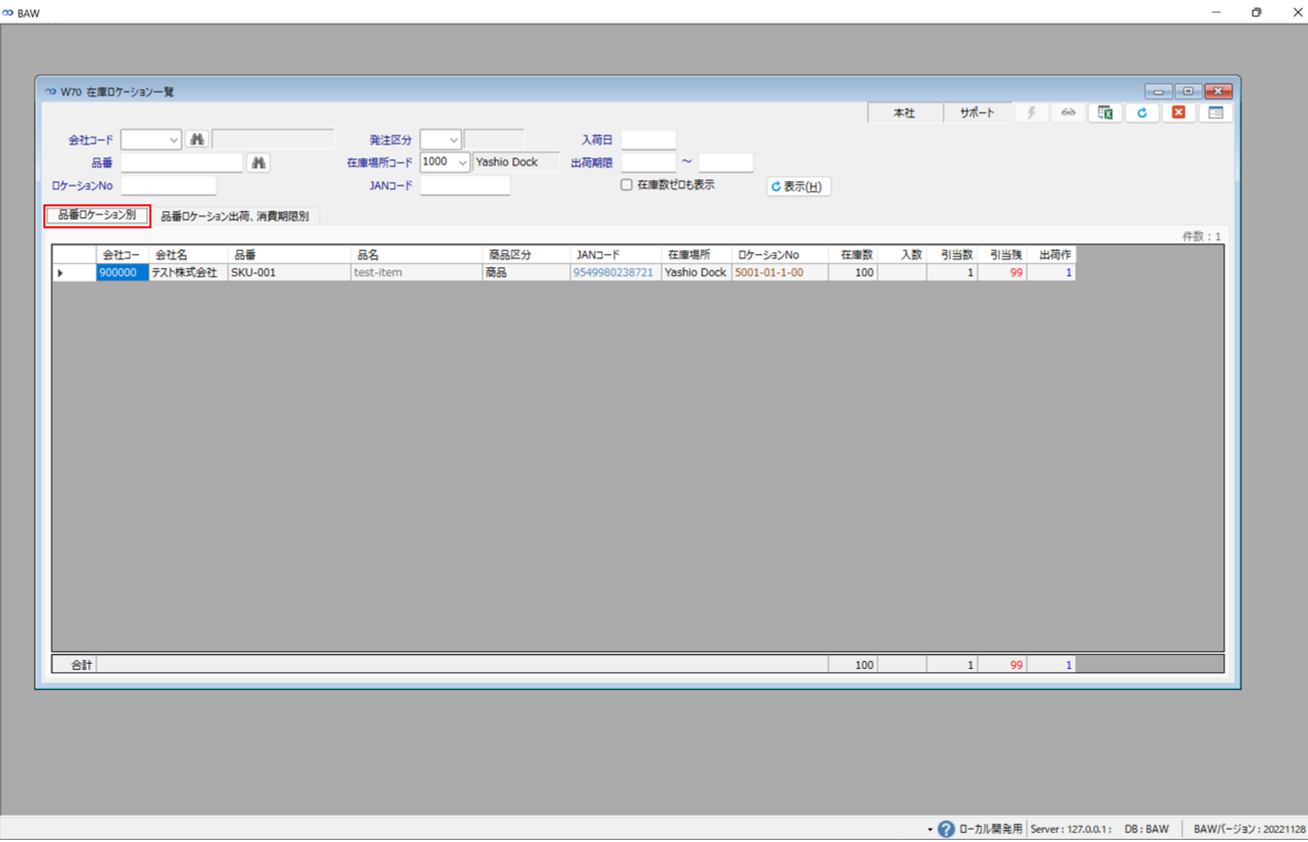 BAW
W70 在庫ロケーション一覧
本社 サポート
会社コード 発注区分 入荷日
品番 在庫場所コード 1000 Yashio Dock 出荷期限 ～
ロケーションNo JANコード 在庫数ゼロも表示 表示(H)
品番ロケーション別 品番ロケーション出荷、消費期限別
件数 : 1
会社コー 会社名 品番 品名 商品区分 JANコード 在庫場所 ロケーションNo 在庫数 入数 引当数 引当残 出荷作
900000 テスト株式会社 SKU-001 test-item 商品 9549980238721 Yashio Dock 5001-01-1-00 100 1 99 1
合計 100 1 99 1
ローカル開発用 Server : 127.0.0.1 : DB : BAW BAWバージョン : 20221128